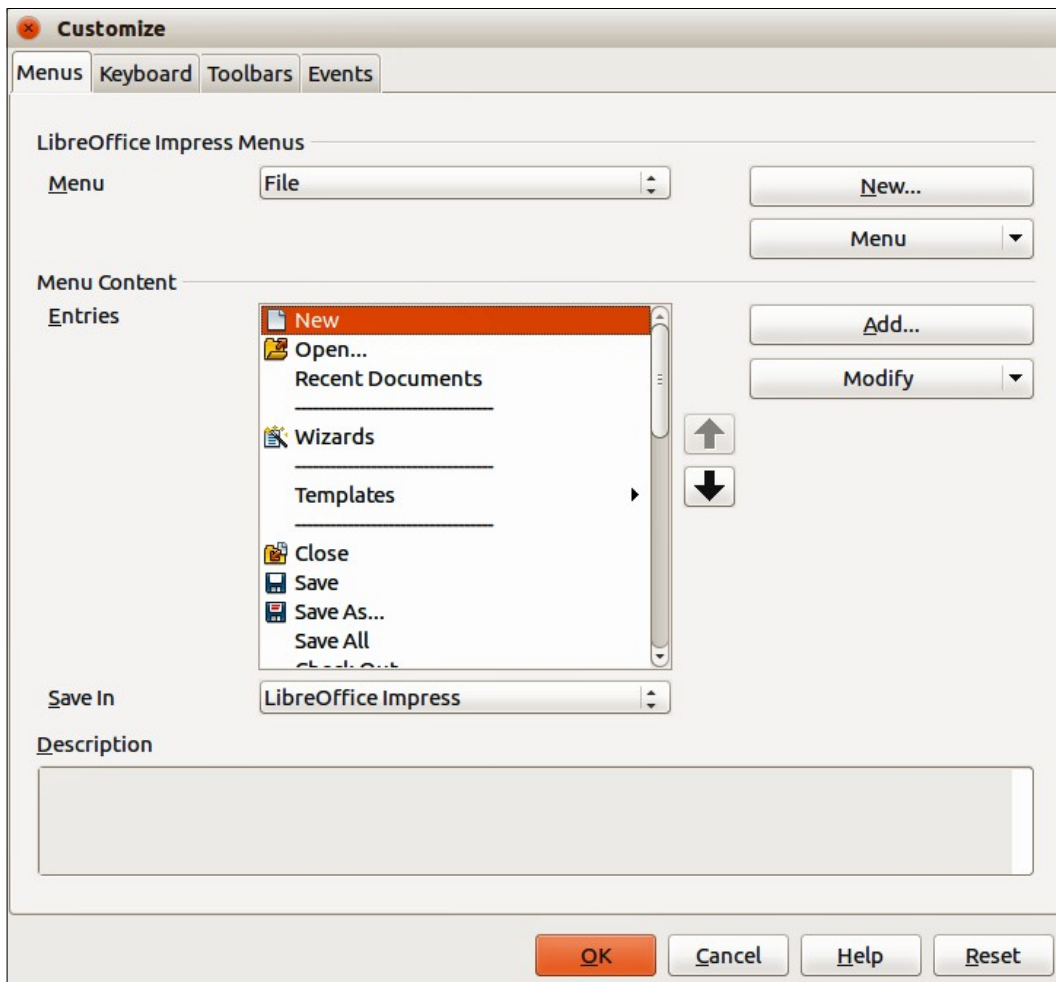 Customize
Menus Keyboard Toolbars Events
LibreOffice Impress Menus
Menu File New...
Menu
Menu Content
Entries New Add...
Open...
Recent Documents Modify
----------------------------------
Wizards
----------------------------------
Templates
----------------------------------
Close
Save
Save As...
Save All
Check Out
Save In LibreOffice Impress
Description
OK Cancel Help Reset